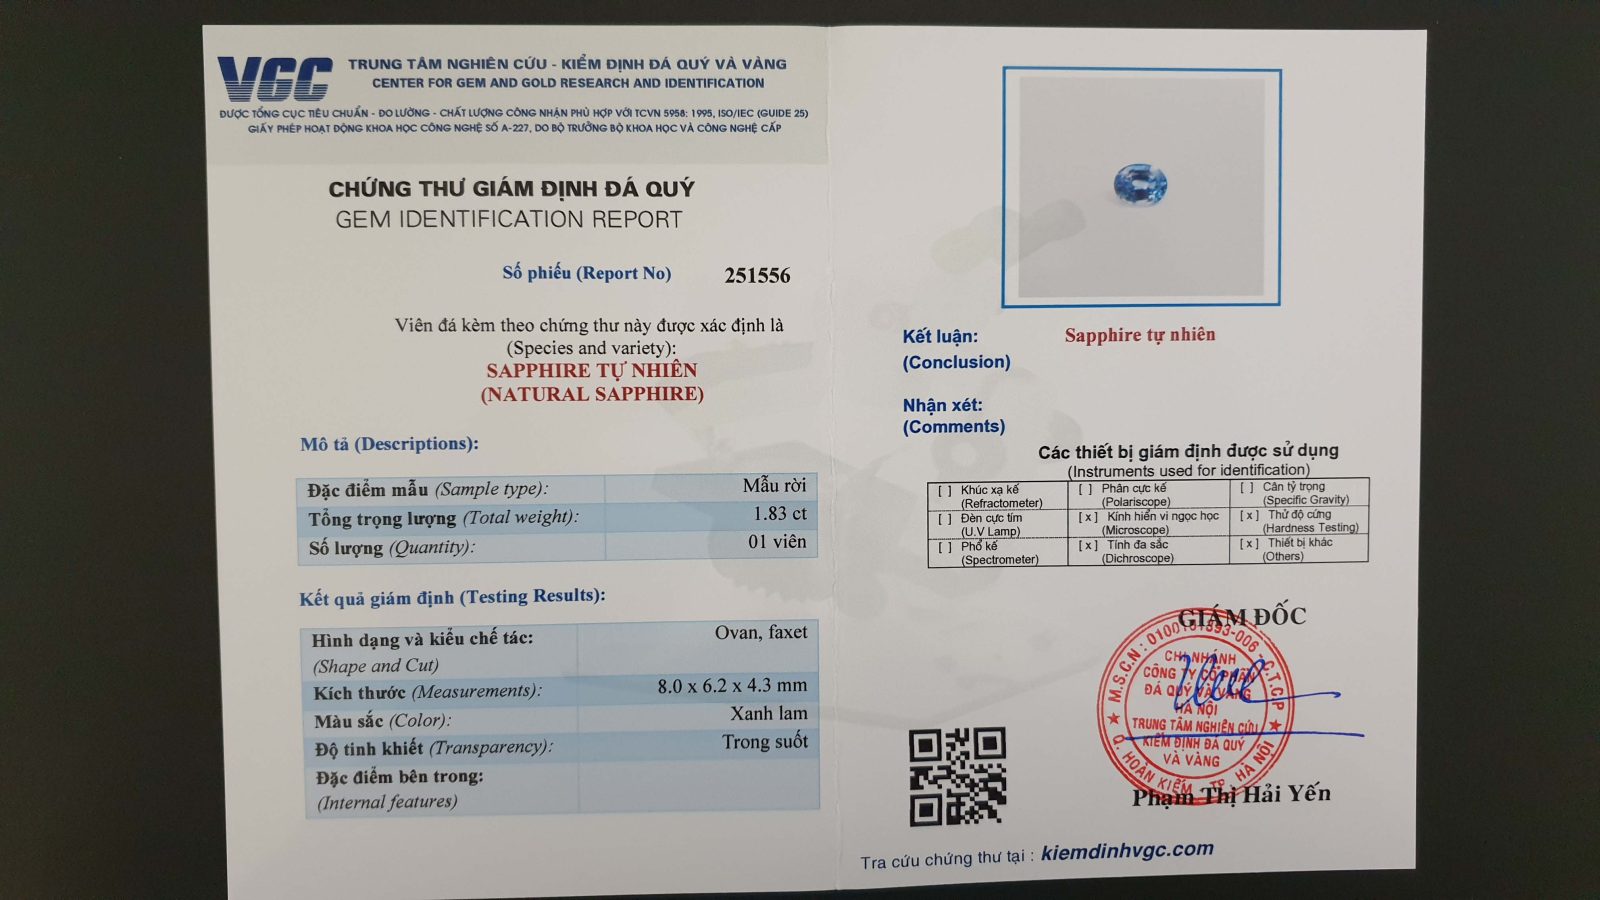 VGC
TRUNG TÂM NGHIÊN CỨU - KIỂM ĐỊNH ĐÁ QUÝ VÀ VÀNG
CENTER FOR GEM AND GOLD RESEARCH AND IDENTIFICATION
ĐƯỢC TỔNG CỤC TIÊU CHUẨN - ĐO LƯỜNG - CHẤT LƯỢNG CÔNG NHẬN PHÙ HỢP VỚI TCVN 5958: 1995, ISO/IEC (GUIDE 25)
GIẤY PHÉP HOẠT ĐỘNG KHOA HỌC CÔNG NGHỆ SỐ A-227, DO BỘ TRƯỞNG BỘ KHOA HỌC VÀ CÔNG NGHỆ CẤP
CHỨNG THƯ GIÁM ĐỊNH ĐÁ QUÝ
GEM IDENTIFICATION REPORT
Số phiếu (Report No) 251556
Viên đá kèm theo chứng thư này được xác định là
(Species and variety):
SAPPHIRE TỰ NHIÊN
(NATURAL SAPPHIRE)
Mô tả (Descriptions):
Đặc điểm mẫu (Sample type): Mẫu rời
Tổng trọng lượng (Total weight): 1.83 ct
Số lượng (Quantity): 01 viên
Kết quả giám định (Testing Results):
Hình dạng và kiểu chế tác: Ovan, faxet
(Shape and Cut)
Kích thước (Measurements): 8.0 x 6.2 x 4.3 mm
Màu sắc (Color): Xanh lam
Độ tinh khiết (Transparency): Trong suốt
Đặc điểm bên trong:
(Internal features)
Kết luận: Sapphire tự nhiên
(Conclusion)
Nhận xét:
(Comments)
Các thiết bị giám định được sử dụng
(Instruments used for identification)
[ ] Khúc xạ kế [ ] Phân cực kế [ ] Cân tỷ trọng
(Refractometer) (Polariscope) (Specific Gravity)
[ ] Đèn cực tím [x] Kính hiển vi ngọc học [x] Thử độ cứng
(U.V Lamp) (Microscope) (Hardness Testing)
[ ] Phổ kế [x] Tính đa sắc [x] Thiết bị khác
(Spectrometer) (Dichroscope) (Others)
GIÁM ĐỐC
M.S.C.N: 0100101393-006 - C.T.C.P
CHI NHÁNH
CÔNG TY CỔ PHẦN
ĐÁ QUÝ VÀ VÀNG
HÀ NỘI
TRUNG TÂM NGHIÊN CỨU
KIỂM ĐỊNH ĐÁ QUÝ
VÀ VÀNG
Q. HOÀN KIẾM - TP. HÀ NỘI
Phạm Thị Hải Yến
Tra cứu chứng thư tại : kiemdinhvgc.com